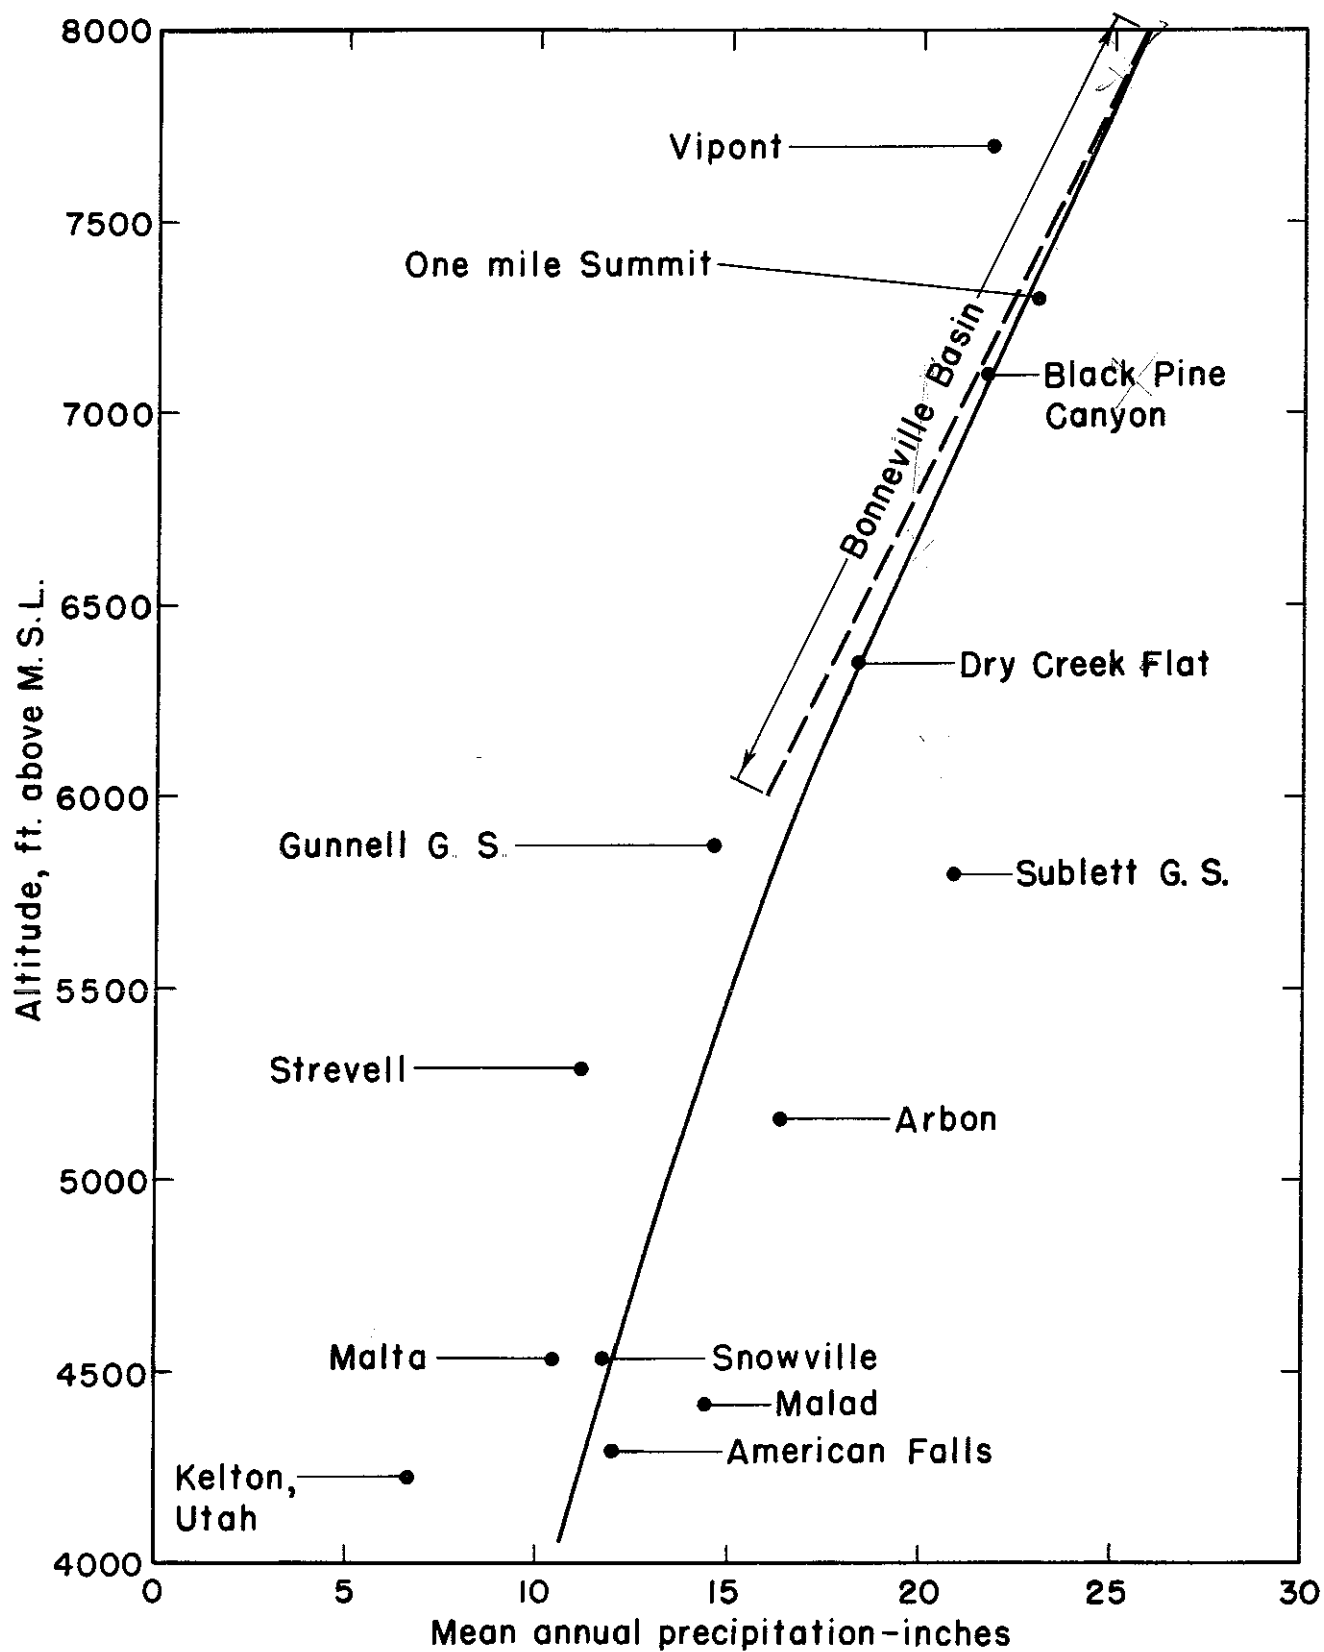 8000
Vipont
7500
One mile Summit
Bonneville Basin
Black Pine
Canyon
7000
6500
Dry Creek Flat
Altitude, ft. above M.S.L.
6000
Gunnell G. S.
Sublett G. S.
5500
Strevell
Arbon
5000
Malta
Snowville
4500
Malad
American Falls
Kelton,
Utah
4000
0 5 10 15 20 25 30
Mean annual precipitation-inches